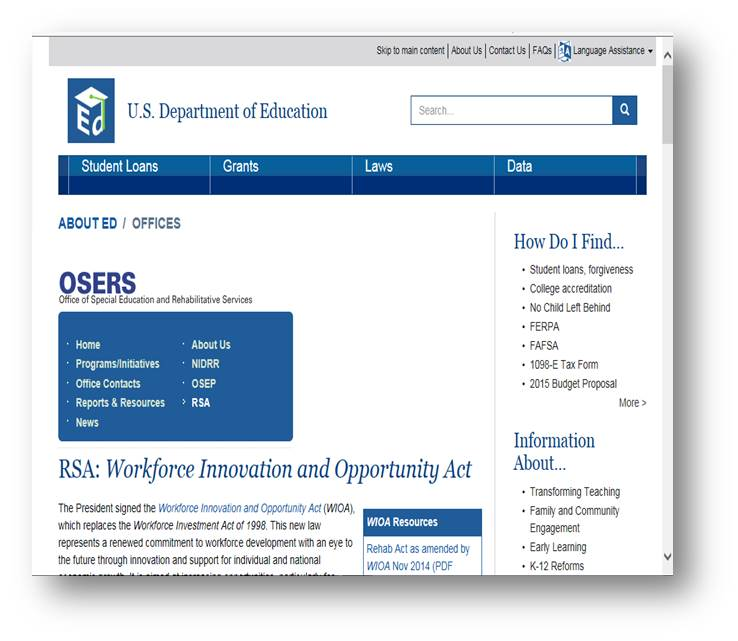 Skip to main content | About Us | Contact Us | FAQs | Language Assistance
Ed
U.S. Department of Education
Search...
Student Loans
Grants
Laws
Data
ABOUT ED / OFFICES
OSERS
Office of Special Education and Rehabilitative Services
Home
Programs/Initiatives
Office Contacts
Reports & Resources
News
About Us
NIDRR
OSEP
RSA
RSA: Workforce Innovation and Opportunity Act
The President signed the Workforce Innovation and Opportunity Act (WIOA),
which replaces the Workforce Investment Act of 1998. This new law
represents a renewed commitment to workforce development with an eye to
the future through innovation and support for individual and national
WIOA Resources
Rehab Act as amended by
WIOA Nov 2014 (PDF
How Do I Find...
Student loans, forgiveness
College accreditation
No Child Left Behind
FERPA
FAFSA
1098-E Tax Form
2015 Budget Proposal
More >
Information
About...
Transforming Teaching
Family and Community
Engagement
Early Learning
K-12 Reforms